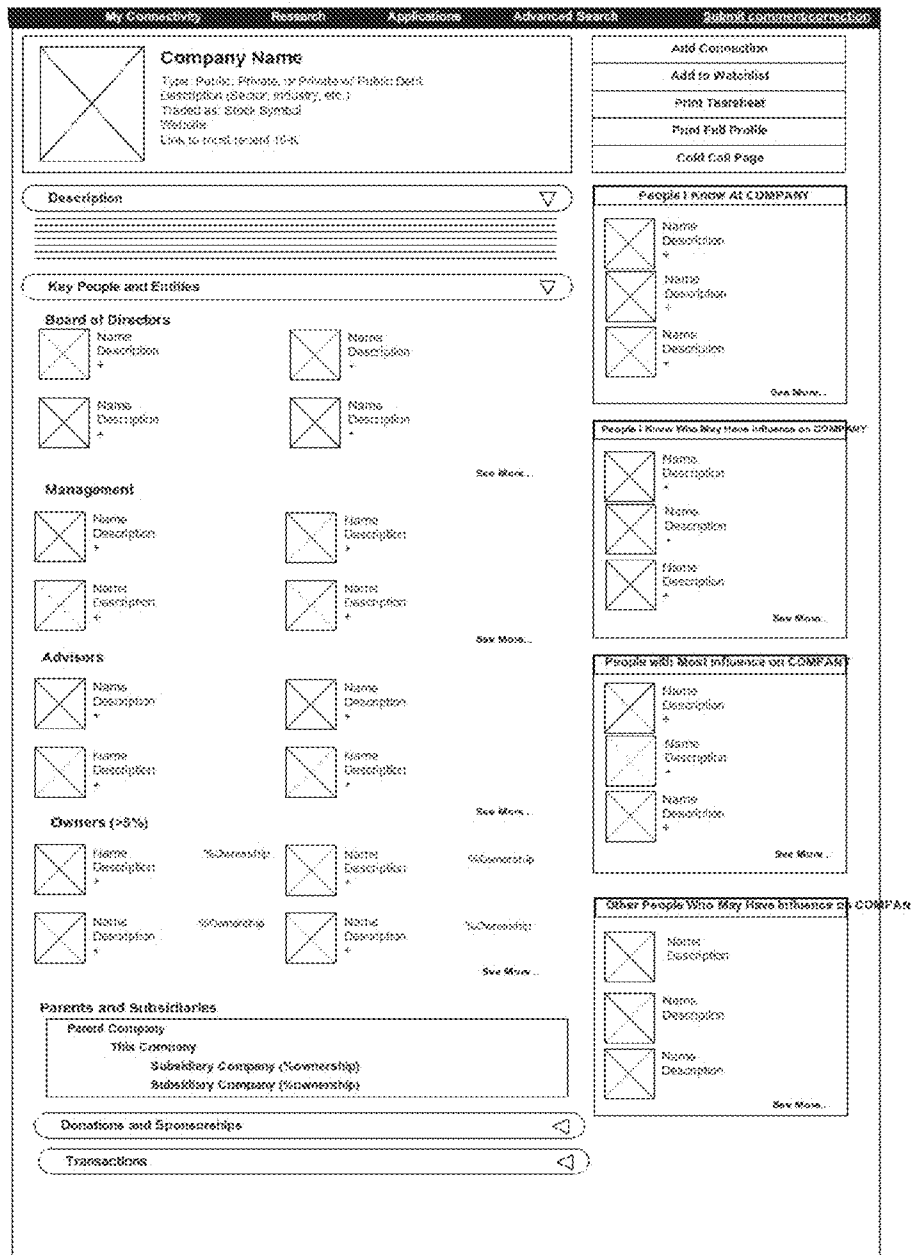 My Connectivity Research Applications Advanced Search Submit comment/correction
Company Name
Type: Public, Private, or Private w/ Public Debt
Description (Sector, industry, etc.)
Traded as: Stock Symbol
Website
Link to most recent 10-K
Add Connection
Add to Watchlist
Print Tearsheet
Print Full Profile
Cold Call Page
Description
Key People and Entities
Board of Directors
Name
Description
+
Name
Description
+
Name
Description
+
Name
Description
+
See More...
Management
Name
Description
+
Name
Description
+
Name
Description
+
Name
Description
+
See More...
Advisors
Name
Description
+
Name
Description
+
Name
Description
+
Name
Description
+
See More...
Owners (>5%)
Name %Ownership
Description
+
Name %Ownership
Description
+
Name %Ownership
Description
+
Name %Ownership
Description
+
See More...
Parents and Subsidiaries
Parent Company
This Company
Subsidiary Company (%ownership)
Subsidiary Company (%ownership)
Donations and Sponsorships
Transactions
People I Know At COMPANY
Name
Description
+
Name
Description
+
Name
Description
+
See More...
People I Know Who May Have Influence on COMPANY
Name
Description
+
Name
Description
+
Name
Description
+
See More...
People with Most Influence on COMPANY
Name
Description
+
Name
Description
+
Name
Description
+
See More...
Other People Who May Have Influence on COMPAN
Name
Description
Name
Description
Name
Description
See More...